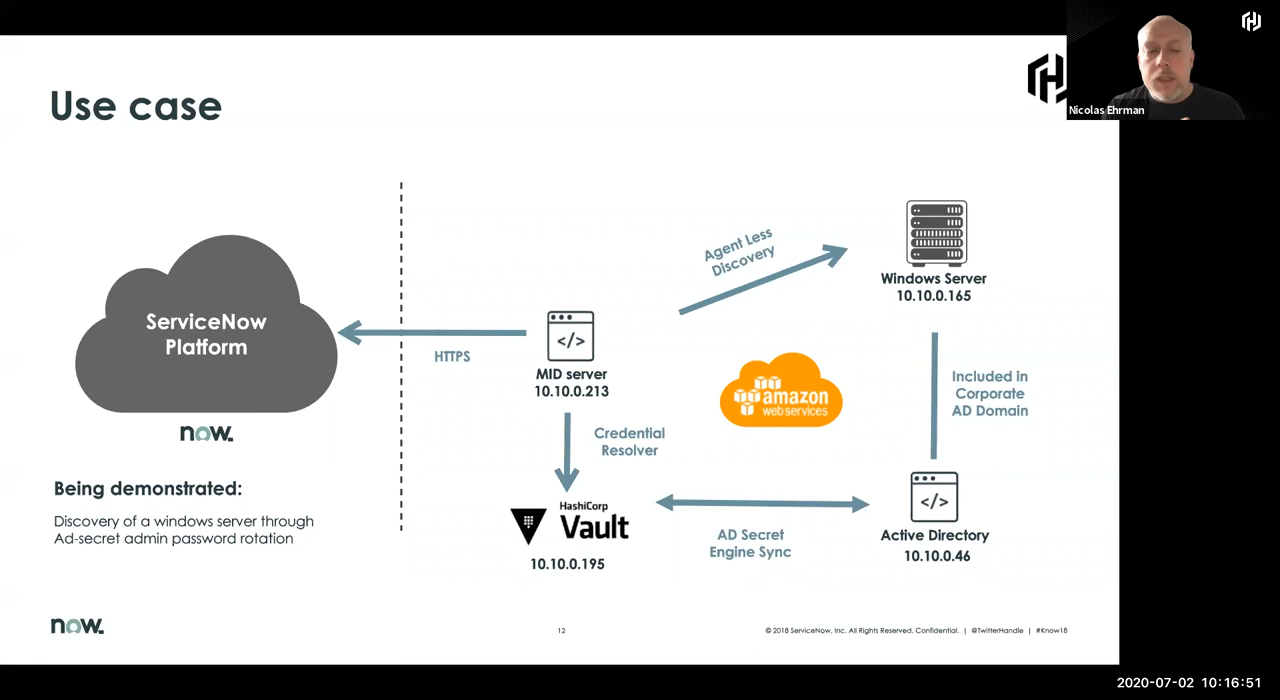 Use case
Nicolas Ehrman
ServiceNow
Platform
now.
HTTPS
MID server
10.10.0.213
Agent Less
Discovery
Windows Server
10.10.0.165
amazon
web services
Included in
Corporate
AD Domain
Credential
Resolver
HashiCorp
Vault
10.10.0.195
AD Secret
Engine Sync
Active Directory
10.10.0.46
Being demonstrated:
Discovery of a windows server through
Ad-secret admin password rotation
now.
12
© 2018 ServiceNow, Inc. All Rights Reserved. Confidential. | @TwitterHandle | #Know18
2020-07-02 10:16:51